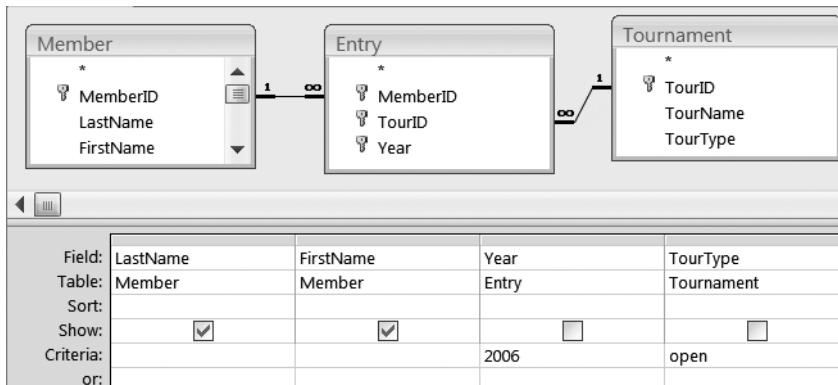 Member
*
MemberID
LastName
FirstName
1 ∞
Entry
*
MemberID
TourID
Year
∞ 1
Tournament
*
TourID
TourName
TourType
Field: LastName FirstName Year TourType
Table: Member Member Entry Tournament
Sort:
Show:
Criteria: 2006 open
or: